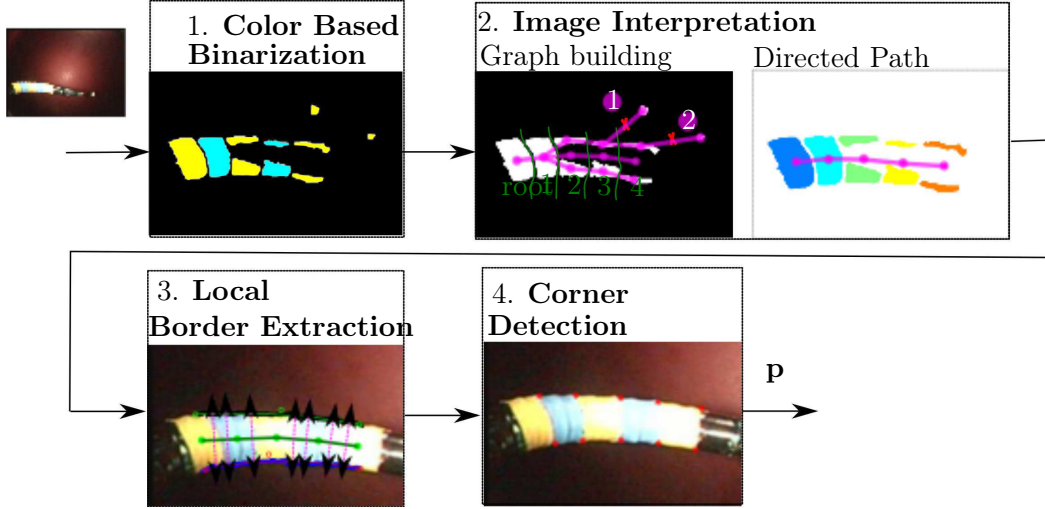 1. Color Based
Binarization
2. Image Interpretation
Graph building
Directed Path
1
2
root 1 2 3 4
3. Local
Border Extraction
4. Corner
Detection
p